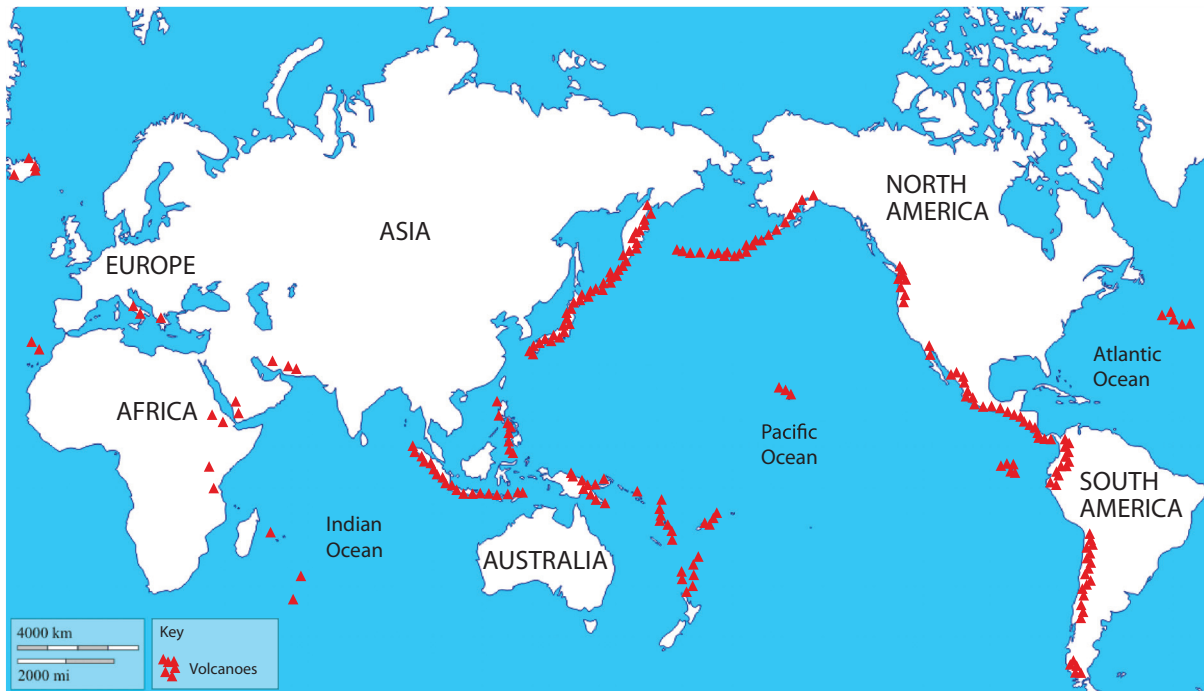 NORTH
AMERICA
ASIA
EUROPE
Atlantic
Ocean
AFRICA
Pacific
Ocean
SOUTH
AMERICA
Indian
Ocean
AUSTRALIA
4000 km
2000 mi
Key
Volcanoes